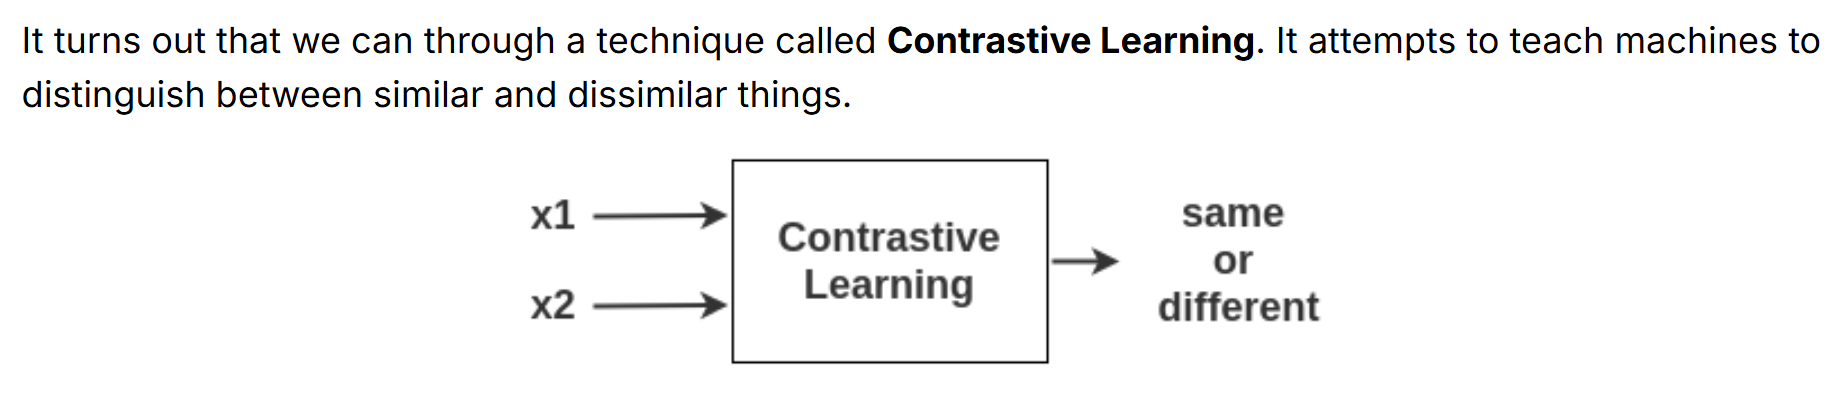 It turns out that we can through a technique called Contrastive Learning. It attempts to teach machines to
distinguish between similar and dissimilar things.
x1
x2
Contrastive
Learning
same
or
different